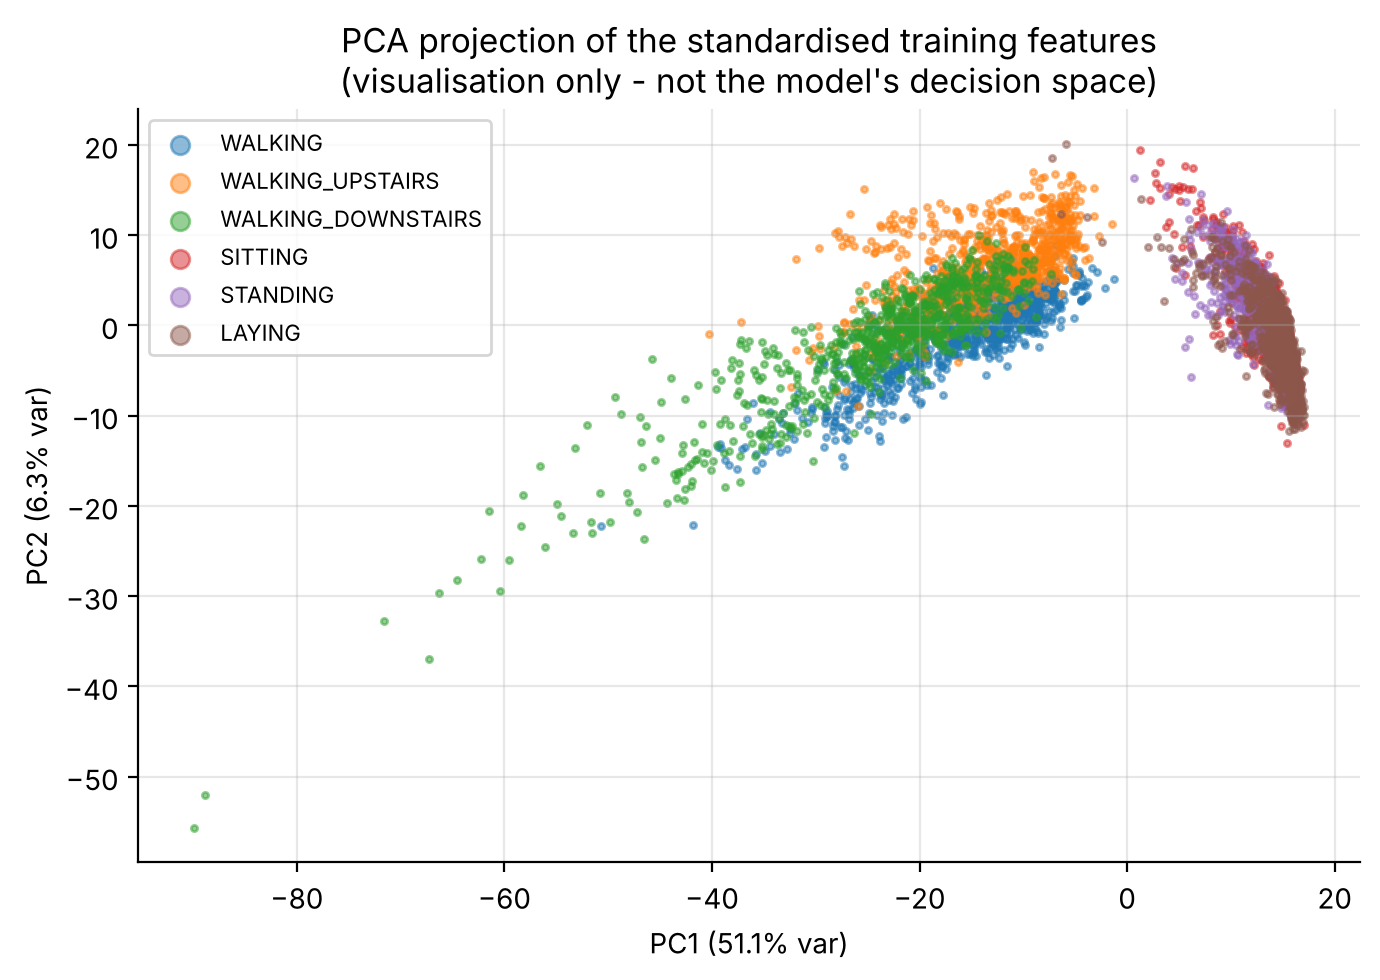 PCA projection of the standardised training features
(visualisation only - not the model's decision space)
WALKING
WALKING_UPSTAIRS
WALKING_DOWNSTAIRS
SITTING
STANDING
LAYING
20
10
0
−10
−20
−30
−40
−50
PC2 (6.3% var)
−80
−60
−40
−20
0
20
PC1 (51.1% var)